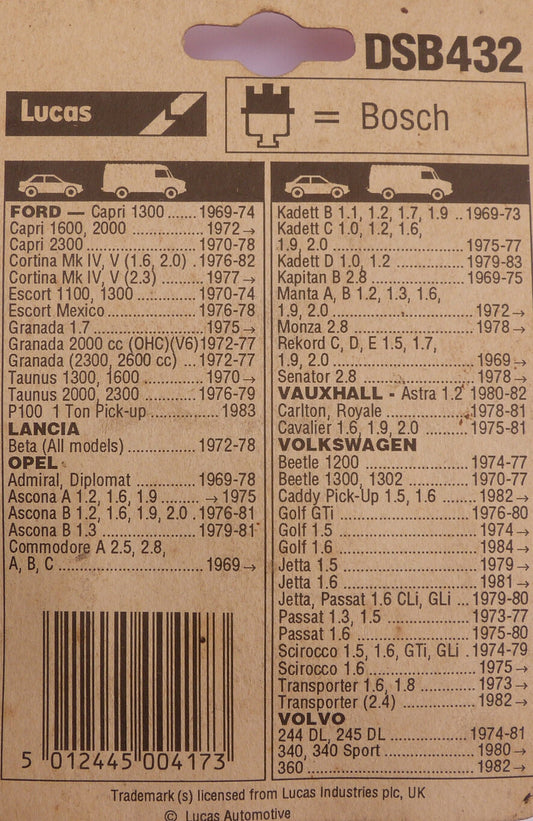 DSB432
Lucas
= Bosch
FORD — Capri 1300 ...... 1969-74
Capri 1600, 2000 ............. 1972→
Capri 2300 ..................... 1970-78
Cortina Mk IV, V (1.6, 2.0) . 1976-82
Cortina Mk IV, V (2.3) ....... 1977→
Escort 1100, 1300 ......... 1970-74
Escort Mexico ............... 1976-78
Granada 1.7 ................... 1975→
Granada 2000 cc (OHC)(V6)1972-77
Granada (2300, 2600 cc) ... 1972-77
Taunus 1300, 1600 ......... 1970→
Taunus 2000, 2300 ........ 1976-79
P100 1 Ton Pick-up ............ 1983
LANCIA
Beta (All models) ............ 1972-78
OPEL
Admiral, Diplomat ........... 1969-78
Ascona A 1.2, 1.6, 1.9 ....... →1975
Ascona B 1.2, 1.6, 1.9, 2.0 . 1976-81
Ascona B 1.3 ................. 1979-81
Commodore A 2.5, 2.8,
A, B, C .......................... 1969→
5 012445 004173
Kadett B 1.1, 1.2, 1.7, 1.9 .. 1969-73
Kadett C 1.0, 1.2, 1.6,
1.9, 2.0 ......................... 1975-77
Kadett D 1.0, 1.2 ............ 1979-83
Kapitan B 2.8 ................. 1969-75
Manta A, B 1.2, 1.3, 1.6,
1.9, 2.0 ........................... 1972→
Monza 2.8 ...................... 1978→
Rekord C, D, E 1.5, 1.7,
1.9, 2.0 ........................... 1969→
Senator 2.8 ..................... 1978→
VAUXHALL - Astra 1.2 1980-82
Carlton, Royale .............. 1978-81
Cavalier 1.6, 1.9, 2.0 ...... 1975-81
VOLKSWAGEN
Beetle 1200 ................... 1974-77
Beetle 1300, 1302 .......... 1970-77
Caddy Pick-Up 1.5, 1.6 ..... 1982→
Golf GTi ........................ 1976-80
Golf 1.5 .......................... 1974→
Golf 1.6 .......................... 1984→
Jetta 1.5 ......................... 1979→
Jetta 1.6 ......................... 1981→
Jetta, Passat 1.6 CLi, GLi ... 1979-80
Passat 1.3, 1.5 .............. 1973-77
Passat 1.6 ..................... 1975-80
Scirocco 1.5, 1.6, GTi, GLi . 1974-79
Scirocco 1.6 ................... 1975→
Transporter 1.6, 1.8 ......... 1973→
Transporter (2.4) ............. 1982→
VOLVO
244 DL, 245 DL .............. 1974-81
340, 340 Sport ................ 1980→
360 ................................ 1982→
Trademark (s) licensed from Lucas Industries plc, UK
© Lucas Automotive